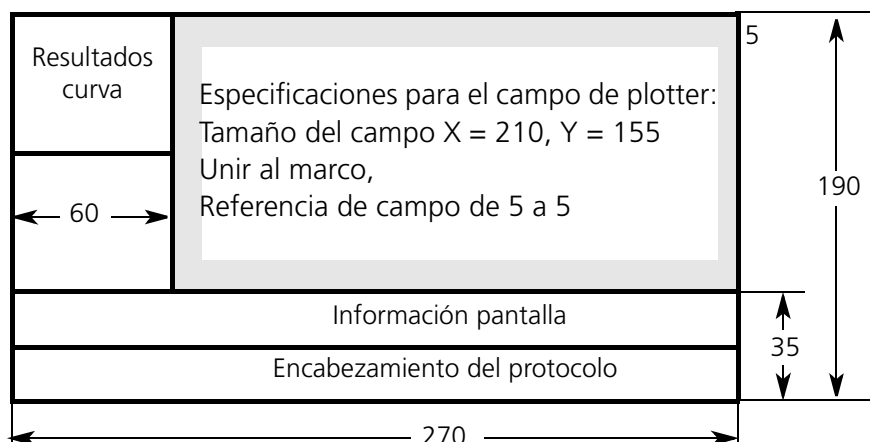 Resultados
curva
5
Especificaciones para el campo de plotter:
Tamaño del campo X = 210, Y = 155
Unir al marco,
Referencia de campo de 5 a 5
60
190
Información pantalla
35
Encabezamiento del protocolo
270